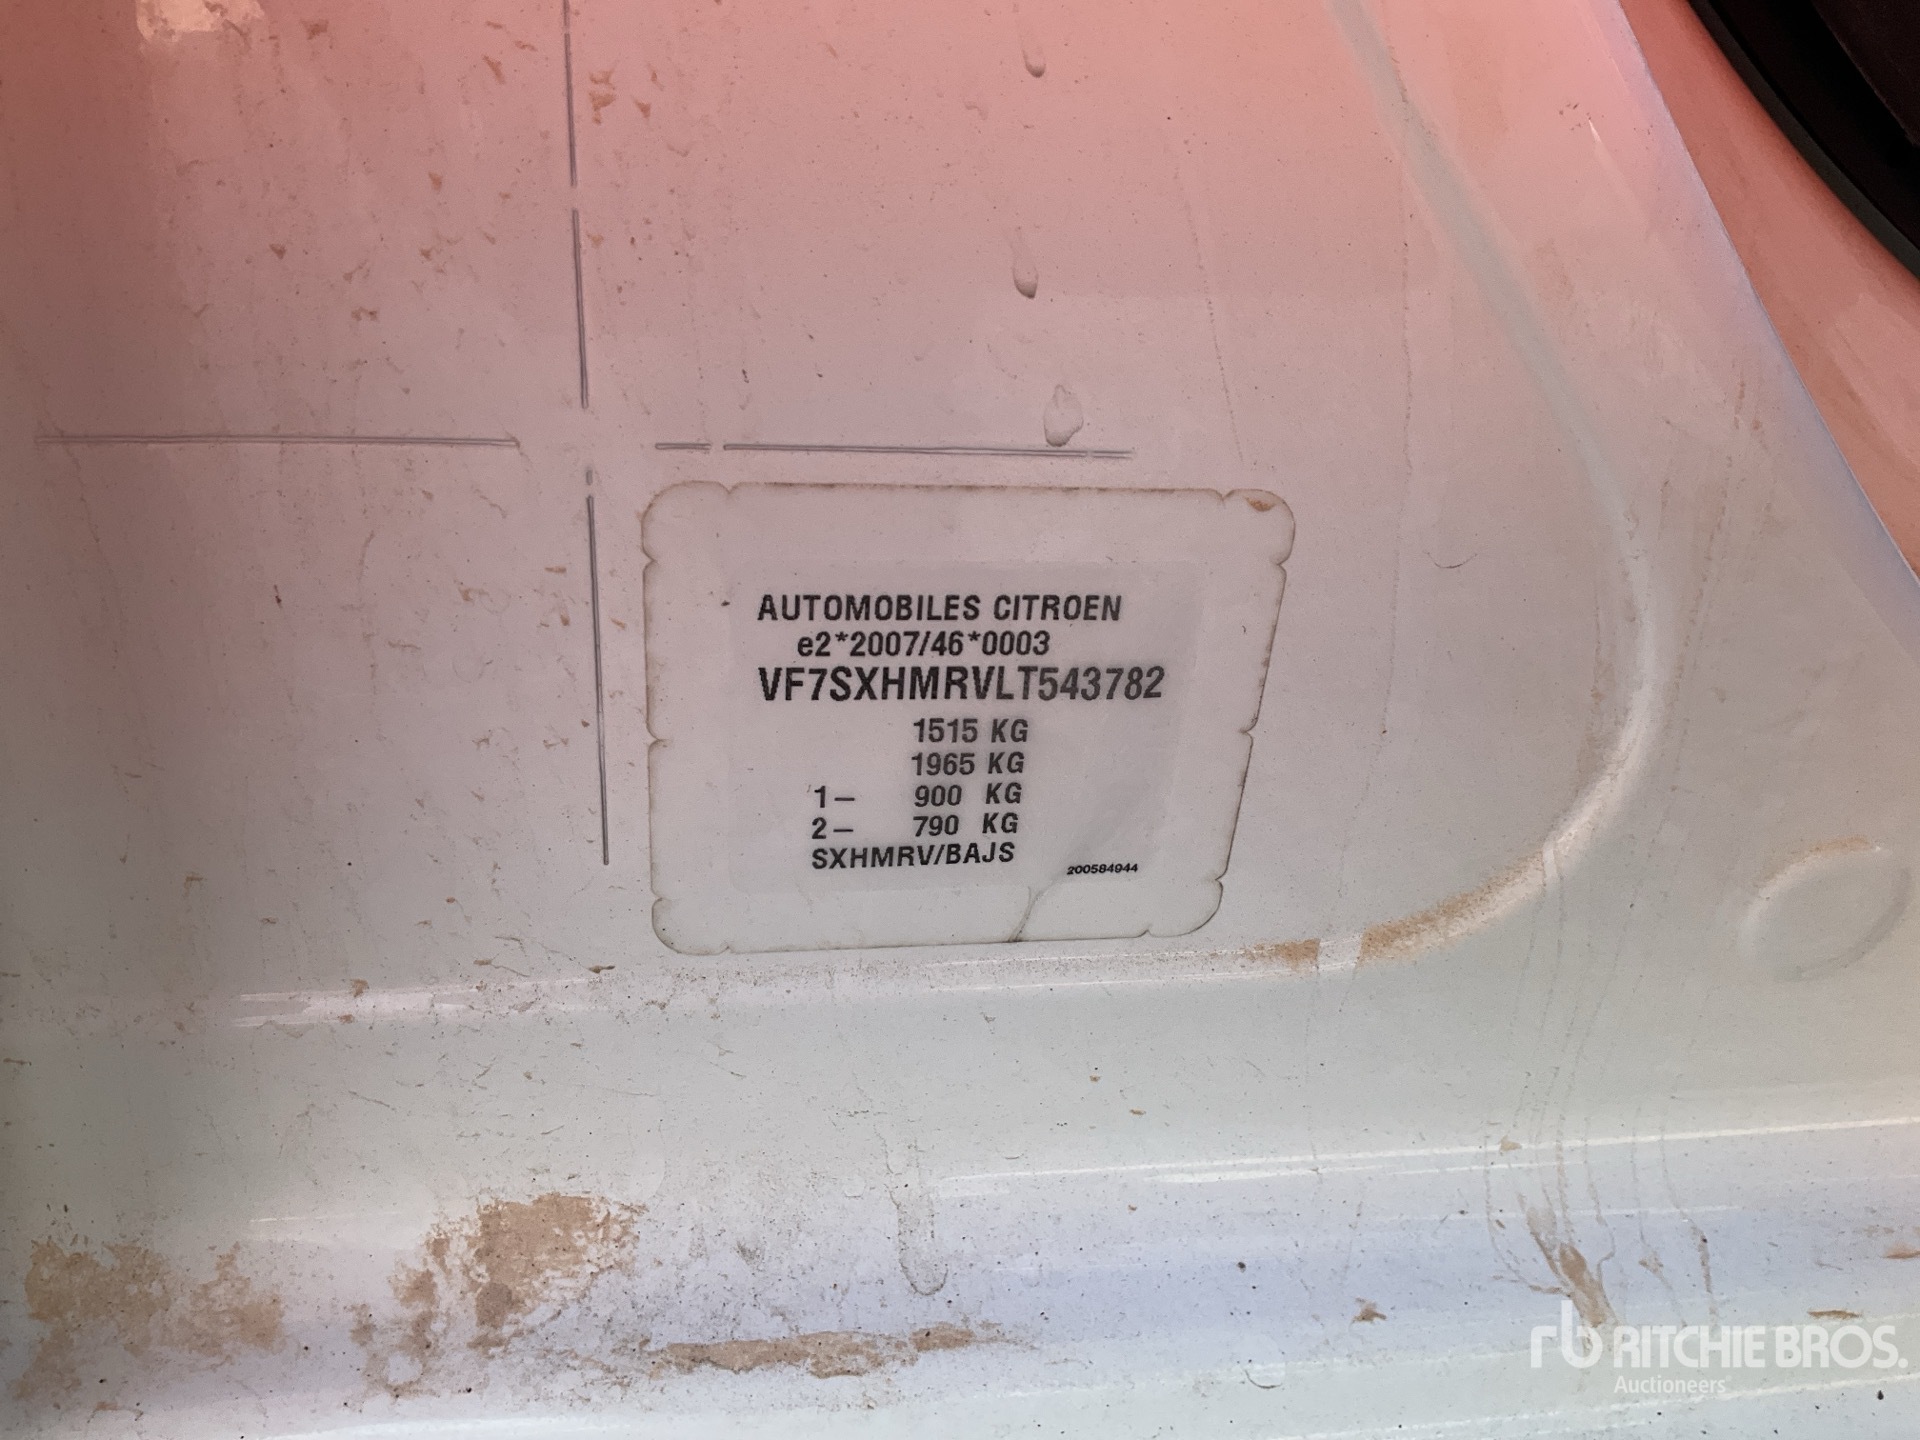 AUTOMOBILES CITROEN
e2*2007/46*0003
VF7SXHMRVLT543782
1515 KG
1965 KG
1- 900 KG
2- 790 KG
SXHMRV/BAJS
200584944
rb RITCHIE BROS.
Auctioneers